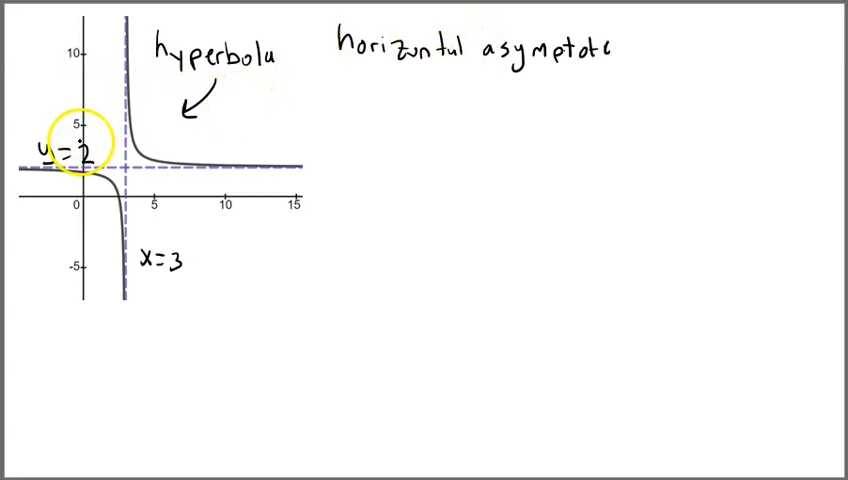 hyperbola
horizontal asymptote
10
5
y=2
0
5
10
15
x=3
-5